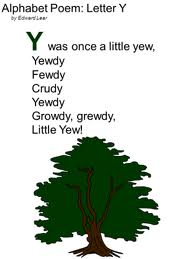 Alphabet Poem: Letter Y
by Edward Lear
Y was once a little yew,
Yewdy
Fewdy
Crudy
Yewdy
Growdy, grewdy,
Little Yew!